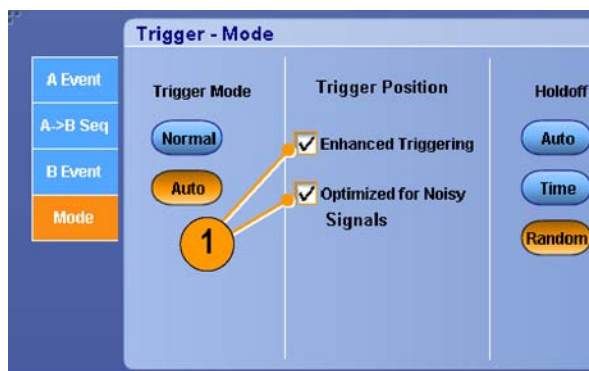 Trigger - Mode
A Event
A->B Seq
B Event
Mode
Trigger Mode
Normal
Auto
1
Trigger Position
Enhanced Triggering
Optimized for Noisy
Signals
Holdoff
Auto
Time
Random